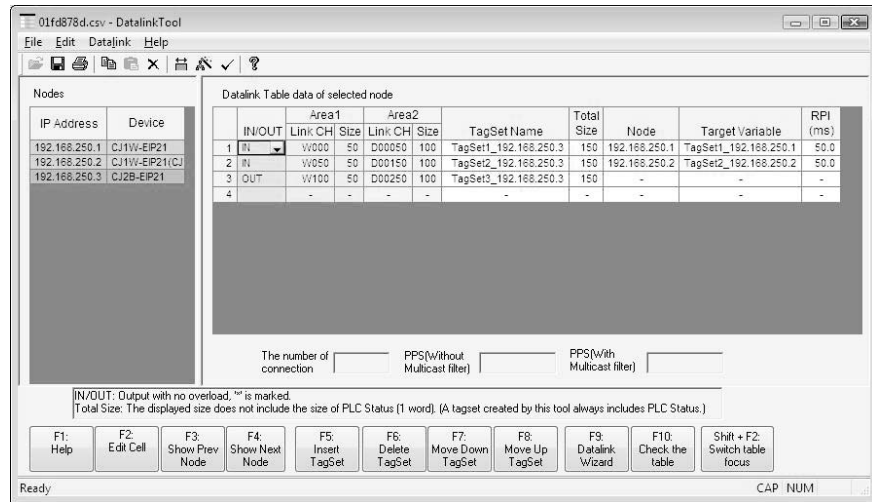 01fd878d.csv - DatalinkTool
File Edit Datalink Help
Nodes
IP Address Device
192.168.250.1 CJ1W-EIP21
192.168.250.2 CJ1W-EIP21(CJ
192.168.250.3 CJ2B-EIP21
Datalink Table data of selected node
Area1 Area2 Total RPI
IN/OUT Link CH Size Link CH Size TagSet Name Size Node Target Variable (ms)
1 IN W000 50 D00050 100 TagSet1_192.168.250.3 150 192.168.250.1 TagSet1_192.168.250.1 50.0
2 IN W050 50 D00150 100 TagSet2_192.168.250.3 150 192.168.250.2 TagSet2_192.168.250.2 50.0
3 OUT W100 50 D00250 100 TagSet3_192.168.250.3 150 - - -
4 - - - - - - - -
The number of connection
PPS(Without Multicast filter)
PPS(With Multicast filter)
IN/OUT: Output with no overload, '*' is marked.
Total Size: The displayed size does not include the size of PLC Status (1 word). (A tagset created by this tool always includes PLC Status.)
F1: Help
F2: Edit Cell
F3: Show Prev Node
F4: Show Next Node
F5: Insert TagSet
F6: Delete TagSet
F7: Move Down TagSet
F8: Move Up TagSet
F9: Datalink Wizard
F10: Check the table
Shift + F2: Switch table focus
Ready CAP NUM